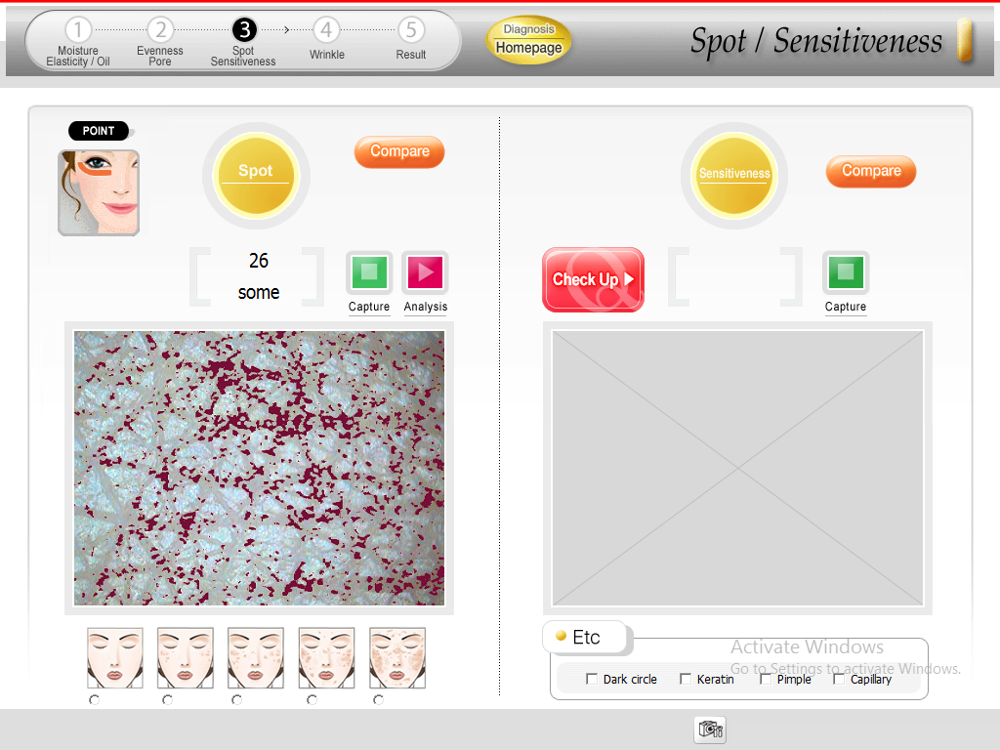 1
2
3
4
5
Moisture
Elasticity / Oil
Evenness
Pore
Spot
Sensitiveness
Wrinkle
Result
Diagnosis
Homepage
Spot / Sensitiveness
POINT
Spot
Compare
26
some
Capture
Analysis
Sensitiveness
Compare
Check Up
Capture
Etc
Dark circle
Keratin
Pimple
Capillary
Activate Windows
Go to Settings to activate Windows.